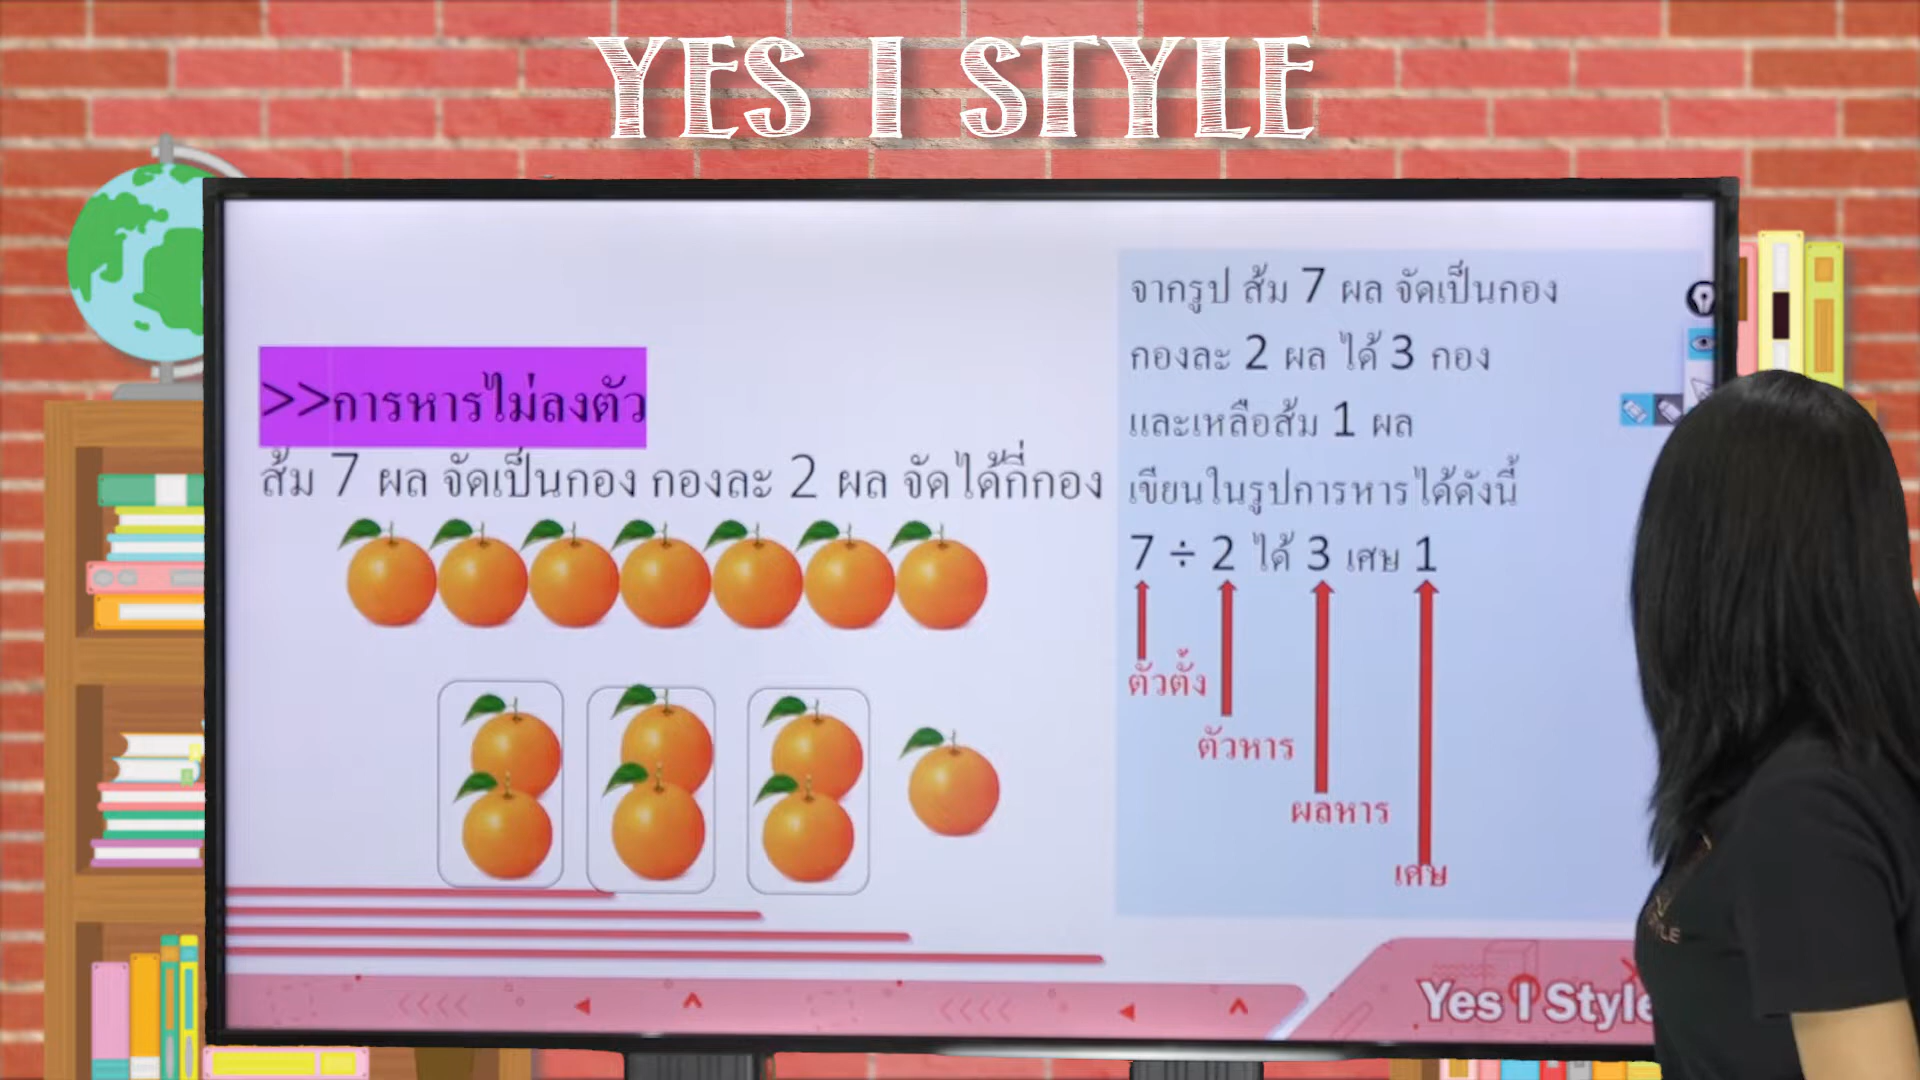 YES I STYLE
>>การหารไม่ลงตัว
ส้ม 7 ผล จัดเป็นกอง กองละ 2 ผล จัดได้กี่กอง
จากรูป ส้ม 7 ผล จัดเป็นกอง
กองละ 2 ผล ได้ 3 กอง
และเหลือส้ม 1 ผล
เขียนในรูปการหารได้ดังนี้
7 ÷ 2 ได้ 3 เศษ 1
ตัวตั้ง
ตัวหาร
ผลหาร
เศษ
Yes I Style